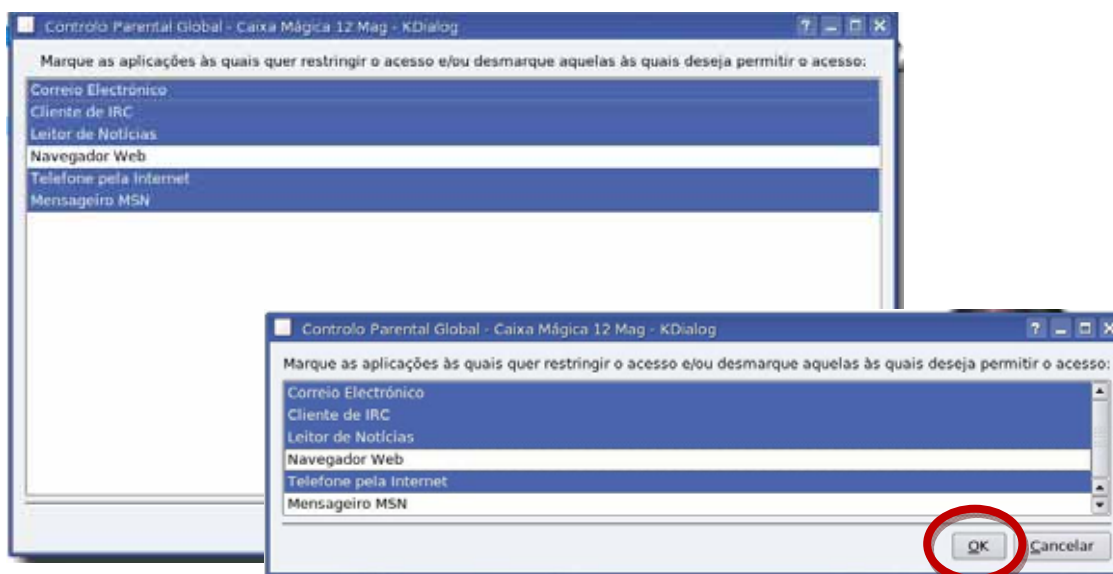 Controlo Parental Global - Caixa Mágica 12 Mag - KDialog
Marque as aplicações às quais quer restringir o acesso e/ou desmarque aquelas às quais deseja permitir o acesso:
Correio Electrónico
Cliente de IRC
Leitor de Notícias
Navegador Web
Telefone pela Internet
Mensageiro MSN
Controlo Parental Global - Caixa Mágica 12 Mag - KDialog
Marque as aplicações às quais quer restringir o acesso e/ou desmarque aquelas às quais deseja permitir o acesso:
Correio Electrónico
Cliente de IRC
Leitor de Notícias
Navegador Web
Telefone pela Internet
Mensageiro MSN
OK
Cancelar